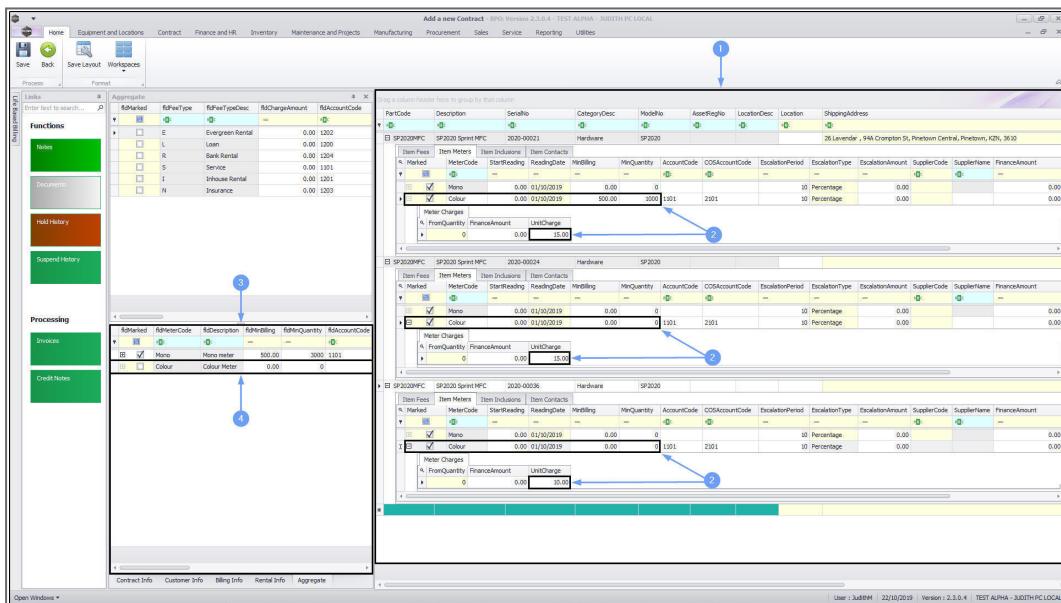 Add a new Contract - BPO: Version 2.3.0.4 - TEST ALPHA - JUDITH PC LOCAL
Home Equipment and Locations Contract Finance and HR Inventory Maintenance and Projects Manufacturing Procurement Sales Service Reporting Utilities
Save Back Save Layout Workspaces
Process Format
1
Life Based Billing
Links
Enter text to search...
Functions
Notes
Documents
Hold History
Suspend History
Processing
Invoices
Credit Notes
Aggregate
fldMarked fldFeeType fldFeeTypeDesc fldChargeAmount fldAccountCode
E Evergreen Rental 0.00 1202
L Loan 0.00 1200
R Bank Rental 0.00 1204
S Service 0.00 1101
I Inhouse Rental 0.00 1201
N Insurance 0.00 1203
3
fldMarked fldMeterCode fldDescription fldMinBilling fldMinQuantity fldAccountCode
Mono Mono meter 500.00 3000 1101
Colour Colour Meter 0.00 0
4
Contract Info Customer Info Billing Info Rental Info Aggregate
Drag a column header here to group by that column
PartCode Description SerialNo CategoryDesc ModelNo AssetRegNo LocationDesc Location ShippingAddress
SP2020MFC SP2020 Sprint MFC 2020-00021 Hardware SP2020 26 Lavendar , 94A Crompton St, Pinetown Central, Pinetown, KZN, 3610
Item Fees Item Meters Item Inclusions Item Contacts
Marked MeterCode StartReading ReadingDate MinBilling MinQuantity AccountCode COSAccountCode EscalationPeriod EscalationType EscalationAmount SupplierCode SupplierName FinanceAmount
Mono 0.00 01/10/2019 0.00 0 10 Percentage 0.00 0.00
Colour 0.00 01/10/2019 500.00 1000 1101 2101 10 Percentage 0.00 0.00
Meter Charges
FromQuantity FinanceAmount UnitCharge
0 0.00 15.00
2
SP2020MFC SP2020 Sprint MFC 2020-00024 Hardware SP2020
Item Fees Item Meters Item Inclusions Item Contacts
Marked MeterCode StartReading ReadingDate MinBilling MinQuantity AccountCode COSAccountCode EscalationPeriod EscalationType EscalationAmount SupplierCode SupplierName FinanceAmount
Mono 0.00 01/10/2019 0.00 0 10 Percentage 0.00 0.00
Colour 0.00 01/10/2019 0.00 0 1101 2101 10 Percentage 0.00 0.00
Meter Charges
FromQuantity FinanceAmount UnitCharge
0 0.00 15.00
2
SP2020MFC SP2020 Sprint MFC 2020-00036 Hardware SP2020
Item Fees Item Meters Item Inclusions Item Contacts
Marked MeterCode StartReading ReadingDate MinBilling MinQuantity AccountCode COSAccountCode EscalationPeriod EscalationType EscalationAmount SupplierCode SupplierName FinanceAmount
Mono 0.00 01/10/2019 0.00 0 10 Percentage 0.00 0.00
Colour 0.00 01/10/2019 0.00 0 1101 2101 10 Percentage 0.00 0.00
Meter Charges
FromQuantity FinanceAmount UnitCharge
0 0.00 10.00
2
Open Windows User : JudithM 22/10/2019 Version : 2.3.0.4 TEST ALPHA - JUDITH PC LOCAL